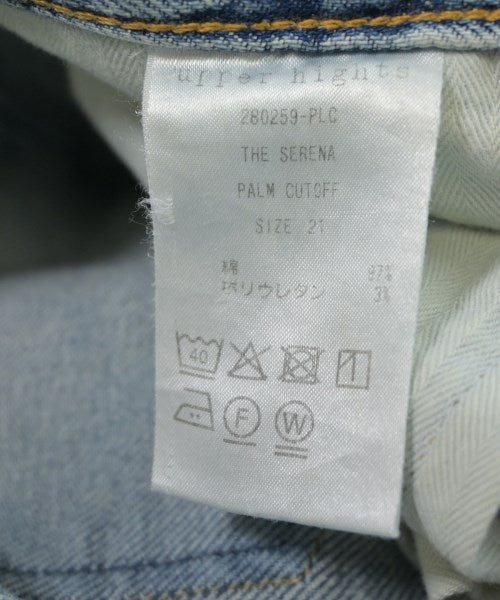 upper hights
280259-PLC
THE SERENA
PALM CUTOFF
SIZE 21
綿 97%
ポリウレタン 3%
40
F W